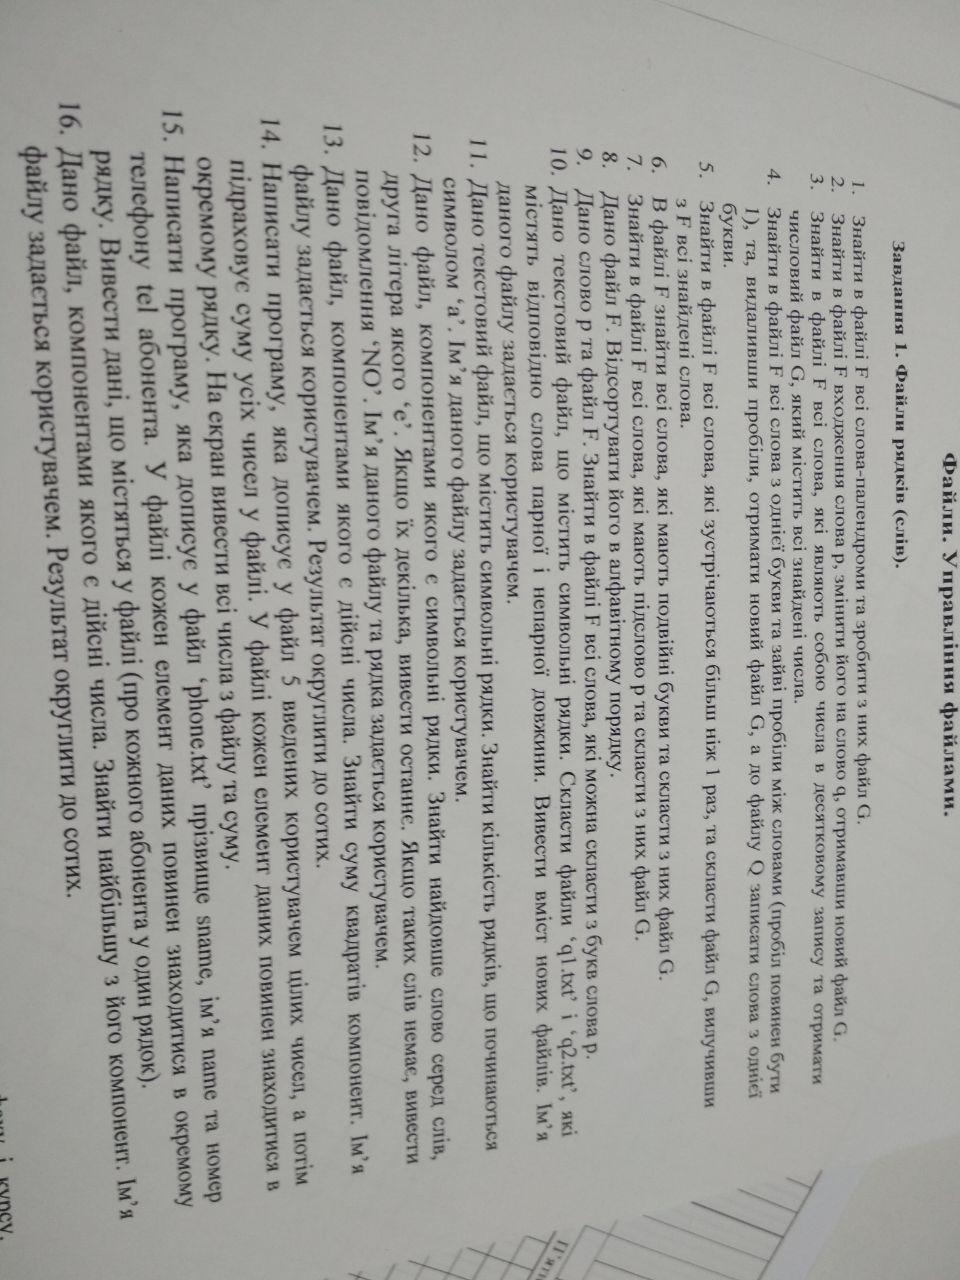 Файли. Управління файлами.
Завдання 1. Файли рядків (слів).
1. Знайти в файлі F всі слова-палендроми та зробити з них файл G.
2. Знайти в файлі F входження слова p, змінити його на слово q, отримавши новий файл G.
3. Знайти в файлі F всі слова, які являють собою числа в десятковому запису та отримати
числовий файл G, який містить всі знайдені числа.
4. Знайти в файлі F всі слова з однієї букви та зайві пробіли між словами (пробіл повинен бути
1), та, видаливши пробіли, отримати новий файл G, а до файлу Q записати слова з однієї
букви.
5. Знайти в файлі F всі слова, які зустрічаються більш ніж 1 раз, та скласти файл G, вилучивши
з F всі знайдені слова.
6. В файлі F знайти всі слова, які мають подвійні букви та скласти з них файл G.
7. Знайти в файлі F всі слова, які мають підслово p та скласти з них файл G.
8. Дано файл F. Відсортувати його в алфавітному порядку.
9. Дано слово p та файл F. Знайти в файлі F всі слова, які можна скласти з букв слова p.
10. Дано текстовий файл, що містить символьні рядки. Скласти файли ‘q1.txt’ і ‘q2.txt’, які
містять відповідно слова парної і непарної довжини. Вивести вміст нових файлів. Ім’я
даного файлу задається користувачем.
11. Дано текстовий файл, що містить символьні рядки. Знайти кількість рядків, що починаються
символом ‘a’. Ім’я даного файлу задається користувачем.
12. Дано файл, компонентами якого є символьні рядки. Знайти найдовше слово серед слів,
друга літера якого ‘e’. Якщо їх декілька, вивести останнє. Якщо таких слів немає, вивести
повідомлення ‘NO’. Ім’я даного файлу та рядка задається користувачем.
13. Дано файл, компонентами якого є дійсні числа. Знайти суму квадратів компонент. Ім’я
файлу задається користувачем. Результат округлити до сотих.
14. Написати програму, яка дописує у файл 5 введених користувачем цілих чисел, а потім
підраховує суму усіх чисел у файлі. У файлі кожен елемент даних повинен знаходитися в
окремому рядку. На екран вивести всі числа з файлу та суму.
15. Написати програму, яка дописує у файл ‘phone.txt’ прізвище sname, ім’я name та номер
телефону tel абонента. У файлі кожен елемент даних повинен знаходитися в окремому
рядку. Вивести дані, що містяться у файлі (про кожного абонента у один рядок).
16. Дано файл, компонентами якого є дійсні числа. Знайти найбільшу з його компонент. Ім’я
файлу задається користувачем. Результат округлити до сотих.
і курсу,